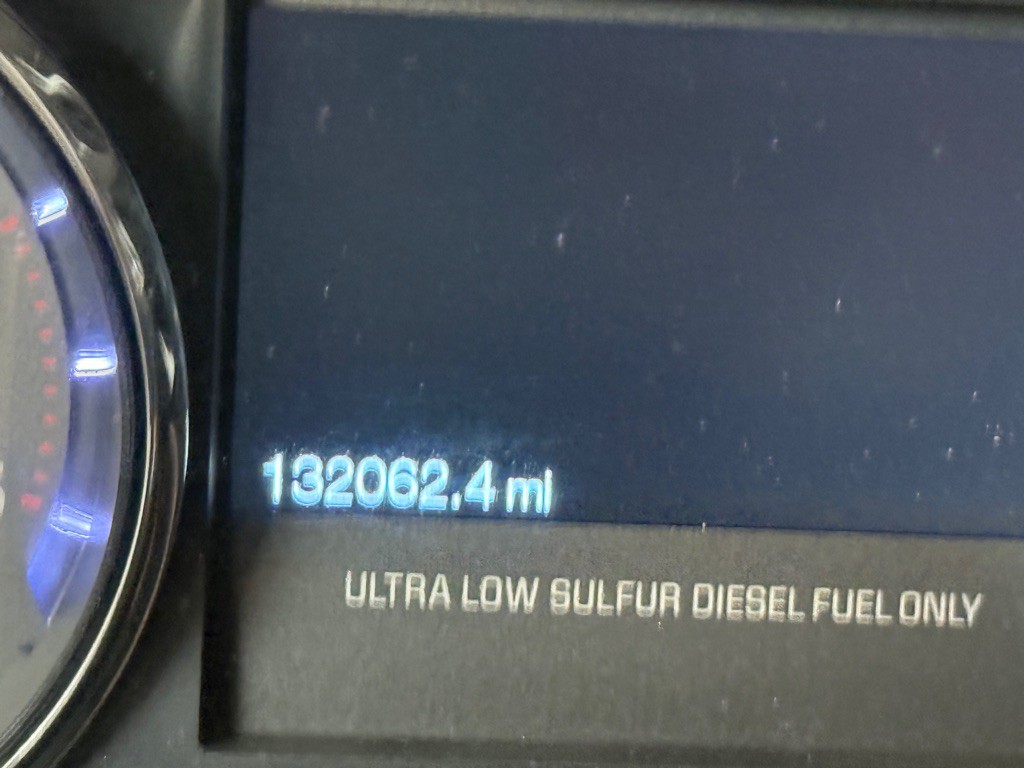 132062.4 mi
ULTRA LOW SULFUR DIESEL FUEL ONLY